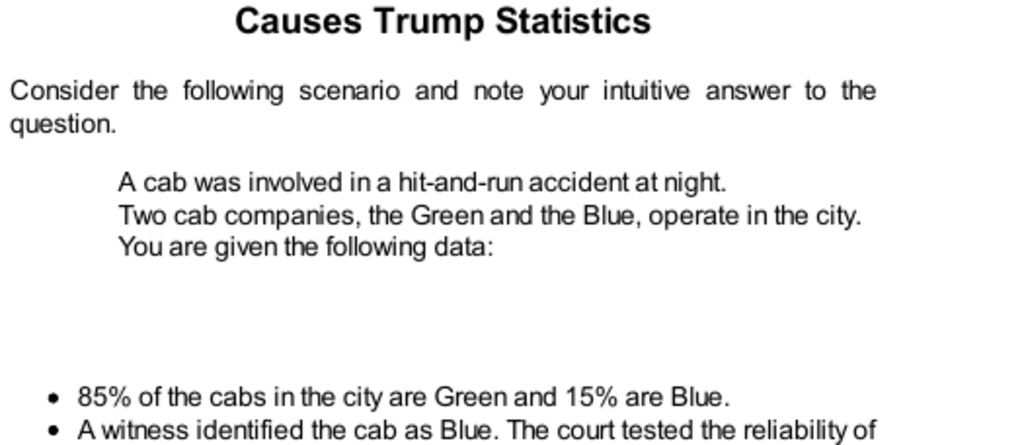 Causes Trump Statistics
Consider the following scenario and note your intuitive answer to the
question.
A cab was involved in a hit-and-run accident at night.
Two cab companies, the Green and the Blue, operate in the city.
You are given the following data:
• 85% of the cabs in the city are Green and 15% are Blue.
• A witness identified the cab as Blue. The court tested the reliability of